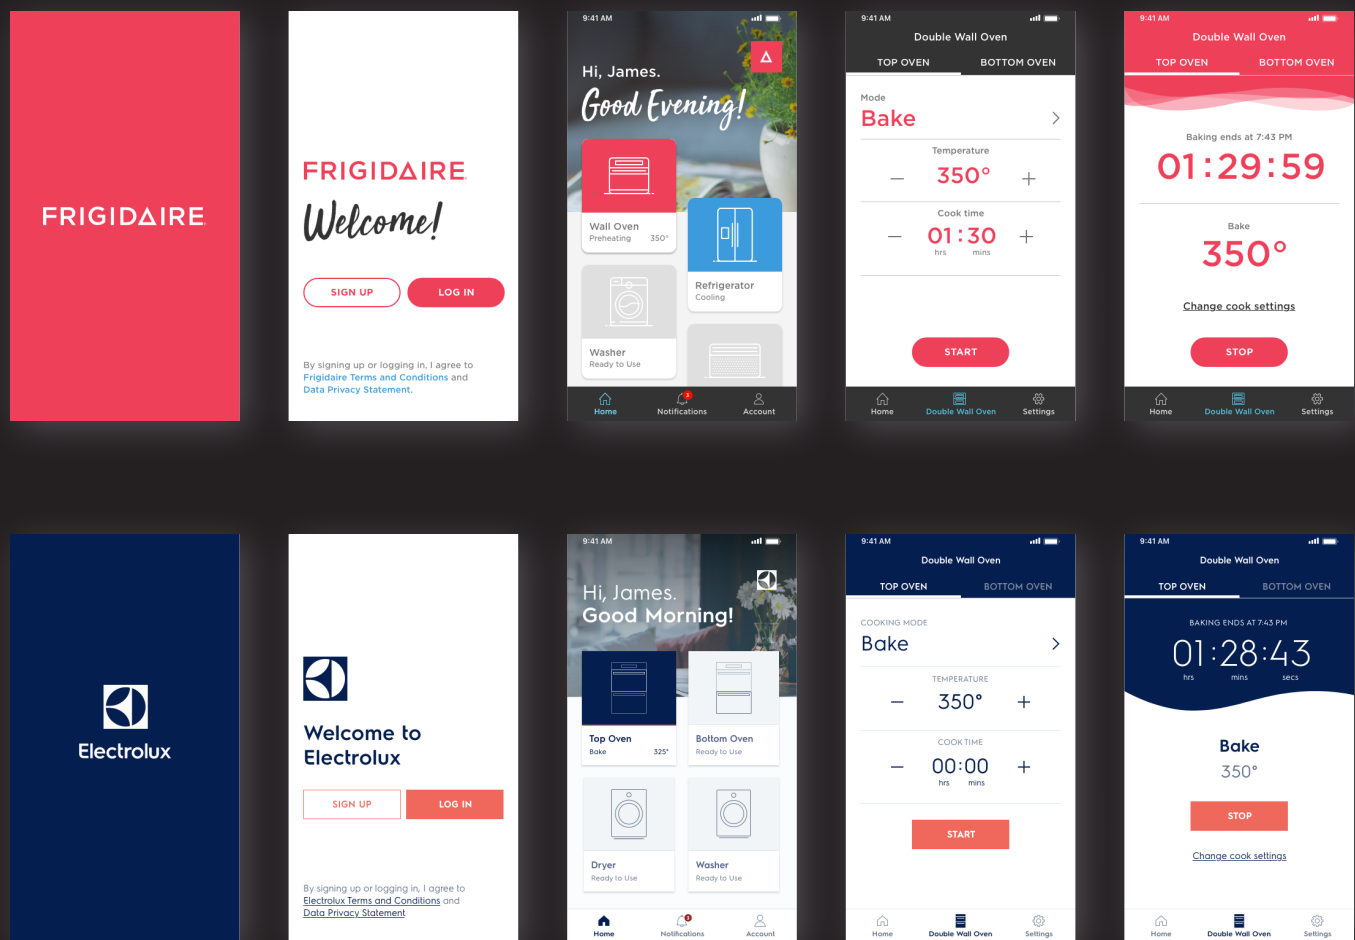 FRIGIDAIRE
FRIGIDAIRE
Welcome!
SIGN UP
LOG IN
By signing up or logging in, I agree to
Frigidaire Terms and Conditions and
Data Privacy Statement.
9:41 AM
Hi, James.
Good Evening!
Wall Oven
Preheating 350°
Refrigerator
Cooling
Washer
Ready to Use
Home
Notifications
Account
9:41 AM
Double Wall Oven
TOP OVEN
BOTTOM OVEN
Mode
Bake
Temperature
350°
Cook time
01:30
hrs mins
START
Home
Double Wall Oven
Settings
9:41 AM
Double Wall Oven
TOP OVEN
BOTTOM OVEN
Baking ends at 7:43 PM
01:29:59
Bake
350°
Change cook settings
STOP
Home
Double Wall Oven
Settings
Electrolux
Welcome to
Electrolux
SIGN UP
LOG IN
By signing up or logging in, I agree to
Electrolux Terms and Conditions and
Data Privacy Statement
9:41 AM
Hi, James.
Good Morning!
Top Oven
Bake 325°
Bottom Oven
Ready to Use
Dryer
Ready to Use
Washer
Ready to Use
Home
Notifications
Account
9:41 AM
Double Wall Oven
TOP OVEN
BOTTOM OVEN
COOKING MODE
Bake
TEMPERATURE
350°
COOK TIME
00:00
hrs mins
START
Home
Double Wall Oven
Settings
9:41 AM
Double Wall Oven
TOP OVEN
BOTTOM OVEN
BAKING ENDS AT 7:43 PM
01:28:43
hrs mins secs
Bake
350°
STOP
Change cook settings
Home
Double Wall Oven
Settings